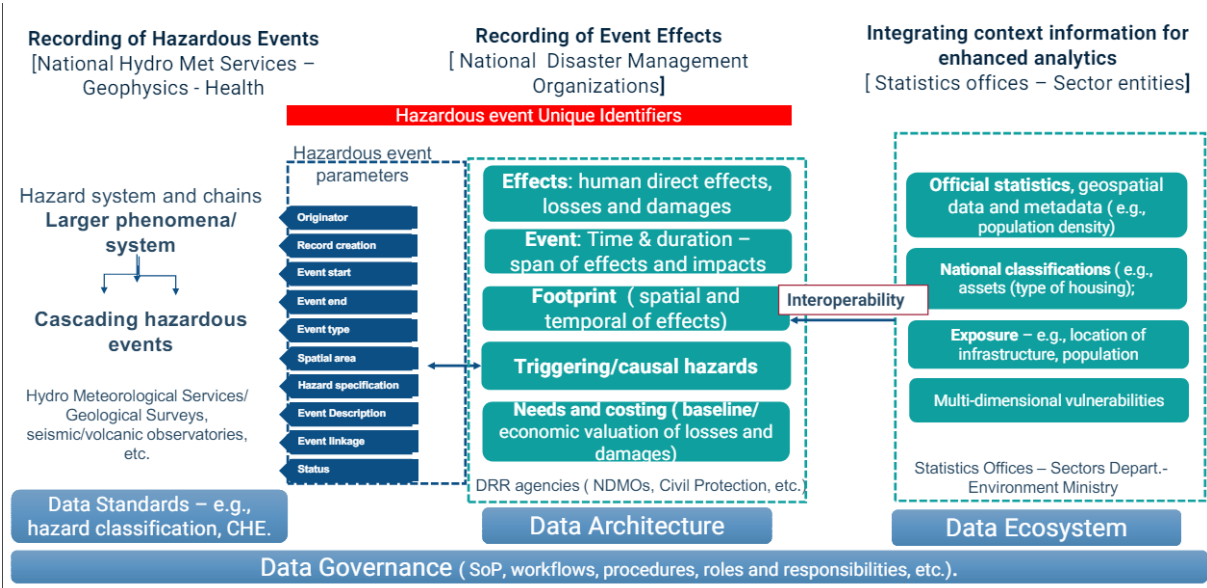 Recording of Hazardous Events
[National Hydro Met Services –
Geophysics - Health
Recording of Event Effects
[ National Disaster Management
Organizations]
Integrating context information for
enhanced analytics
[ Statistics offices – Sector entities]
Hazardous event Unique Identifiers
Hazard system and chains
Larger phenomena/
system
Cascading hazardous
events
Hydro Meteorological Services/
Geological Surveys,
seismic/volcanic observatories,
etc.
Hazardous event
parameters
Originator
Record creation
Event start
Event end
Event type
Spatial area
Hazard specification
Event Description
Event linkage
Status
Effects: human direct effects,
losses and damages
Event: Time & duration –
span of effects and impacts
Footprint ( spatial and
temporal of effects)
Triggering/causal hazards
Needs and costing ( baseline/
economic valuation of losses and
damages)
DRR agencies ( NDMOs, Civil Protection, etc.)
Interoperability
Official statistics, geospatial
data and metadata ( e.g.,
population density)
National classifications ( e.g.,
assets (type of housing);
Exposure – e.g., location of
infrastructure, population
Multi-dimensional vulnerabilities
Statistics Offices – Sectors Depart.-
Environment Ministry
Data Standards – e.g.,
hazard classification, CHE.
Data Architecture
Data Ecosystem
Data Governance ( SoP, workflows, procedures, roles and responsibilities, etc.).